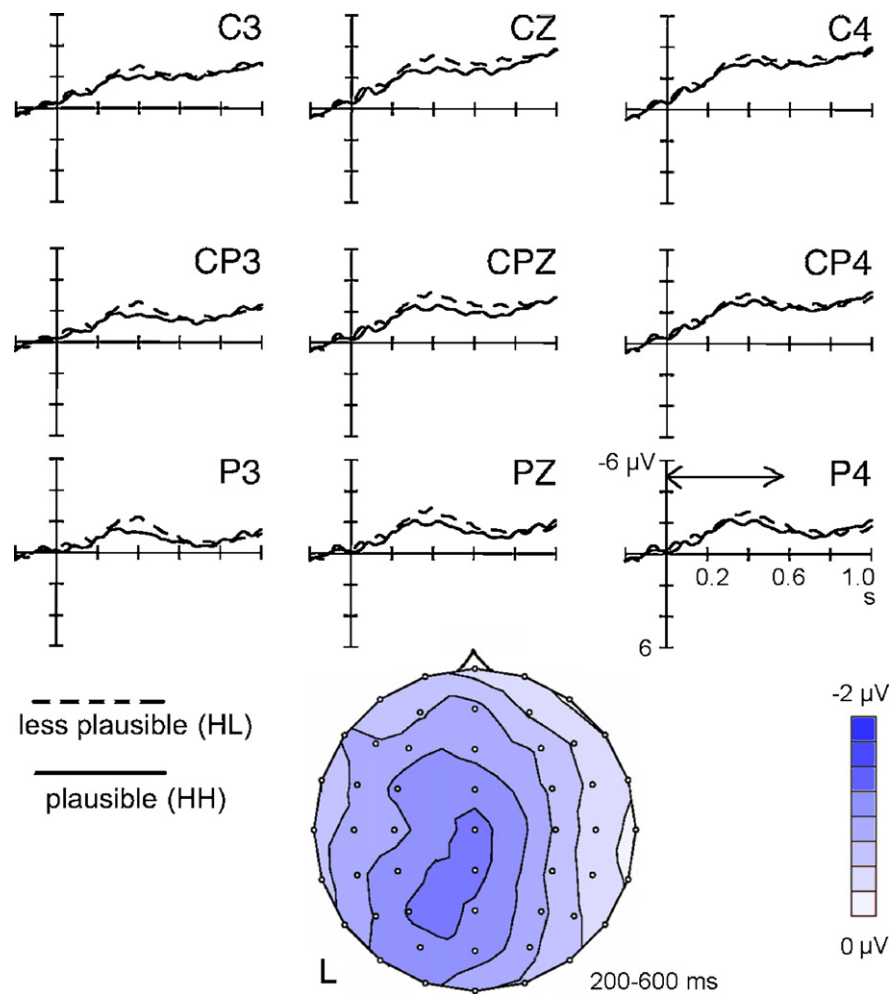 C3 CZ C4
CP3 CPZ CP4
P3 PZ -6 µV P4
0.2 0.6 1.0
s
6
less plausible (HL)
plausible (HH)
-2 µV
0 µV
L 200-600 ms